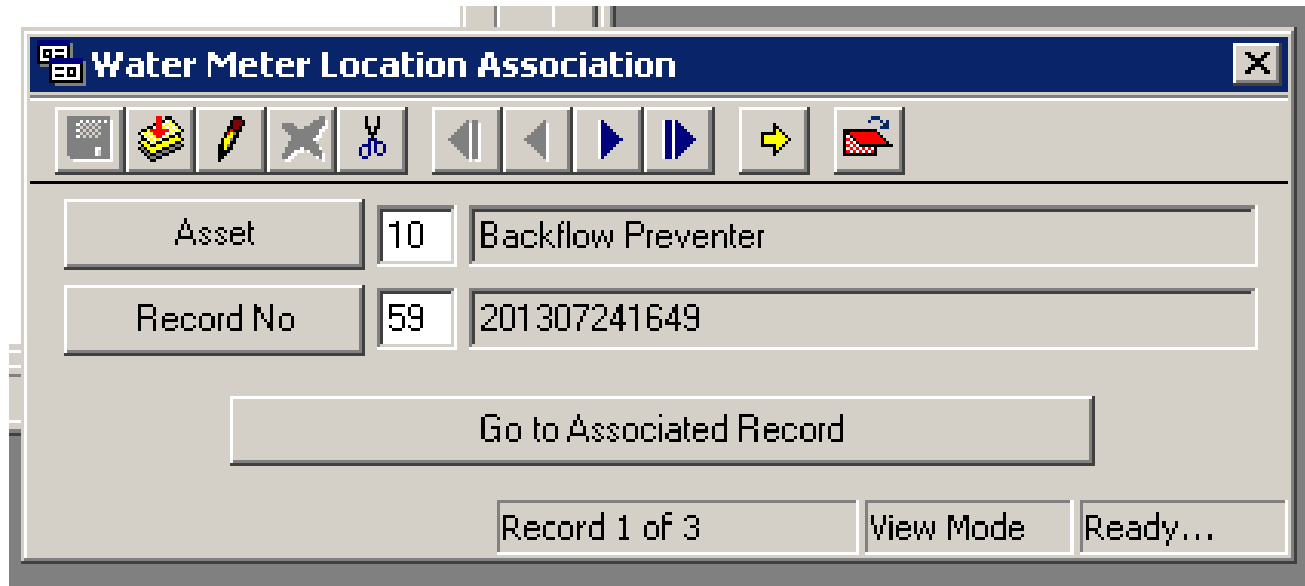 Water Meter Location Association
Asset 10 Backflow Preventer
Record No 59 201307241649
Go to Associated Record
Record 1 of 3 View Mode Ready...